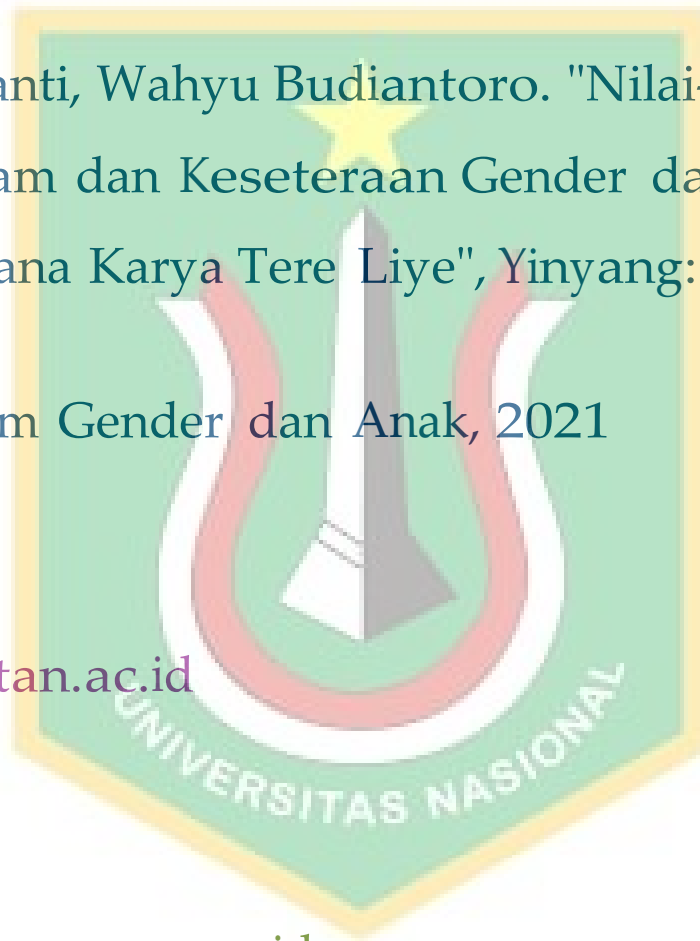 anti, Wahyu Budiantoro. "Nilai-
am dan Keseteraan Gender da
ana Karya Tere Liye", Yinyang:
m Gender dan Anak, 2021
tan.ac.id
UNIVERSITAS NASIONAL